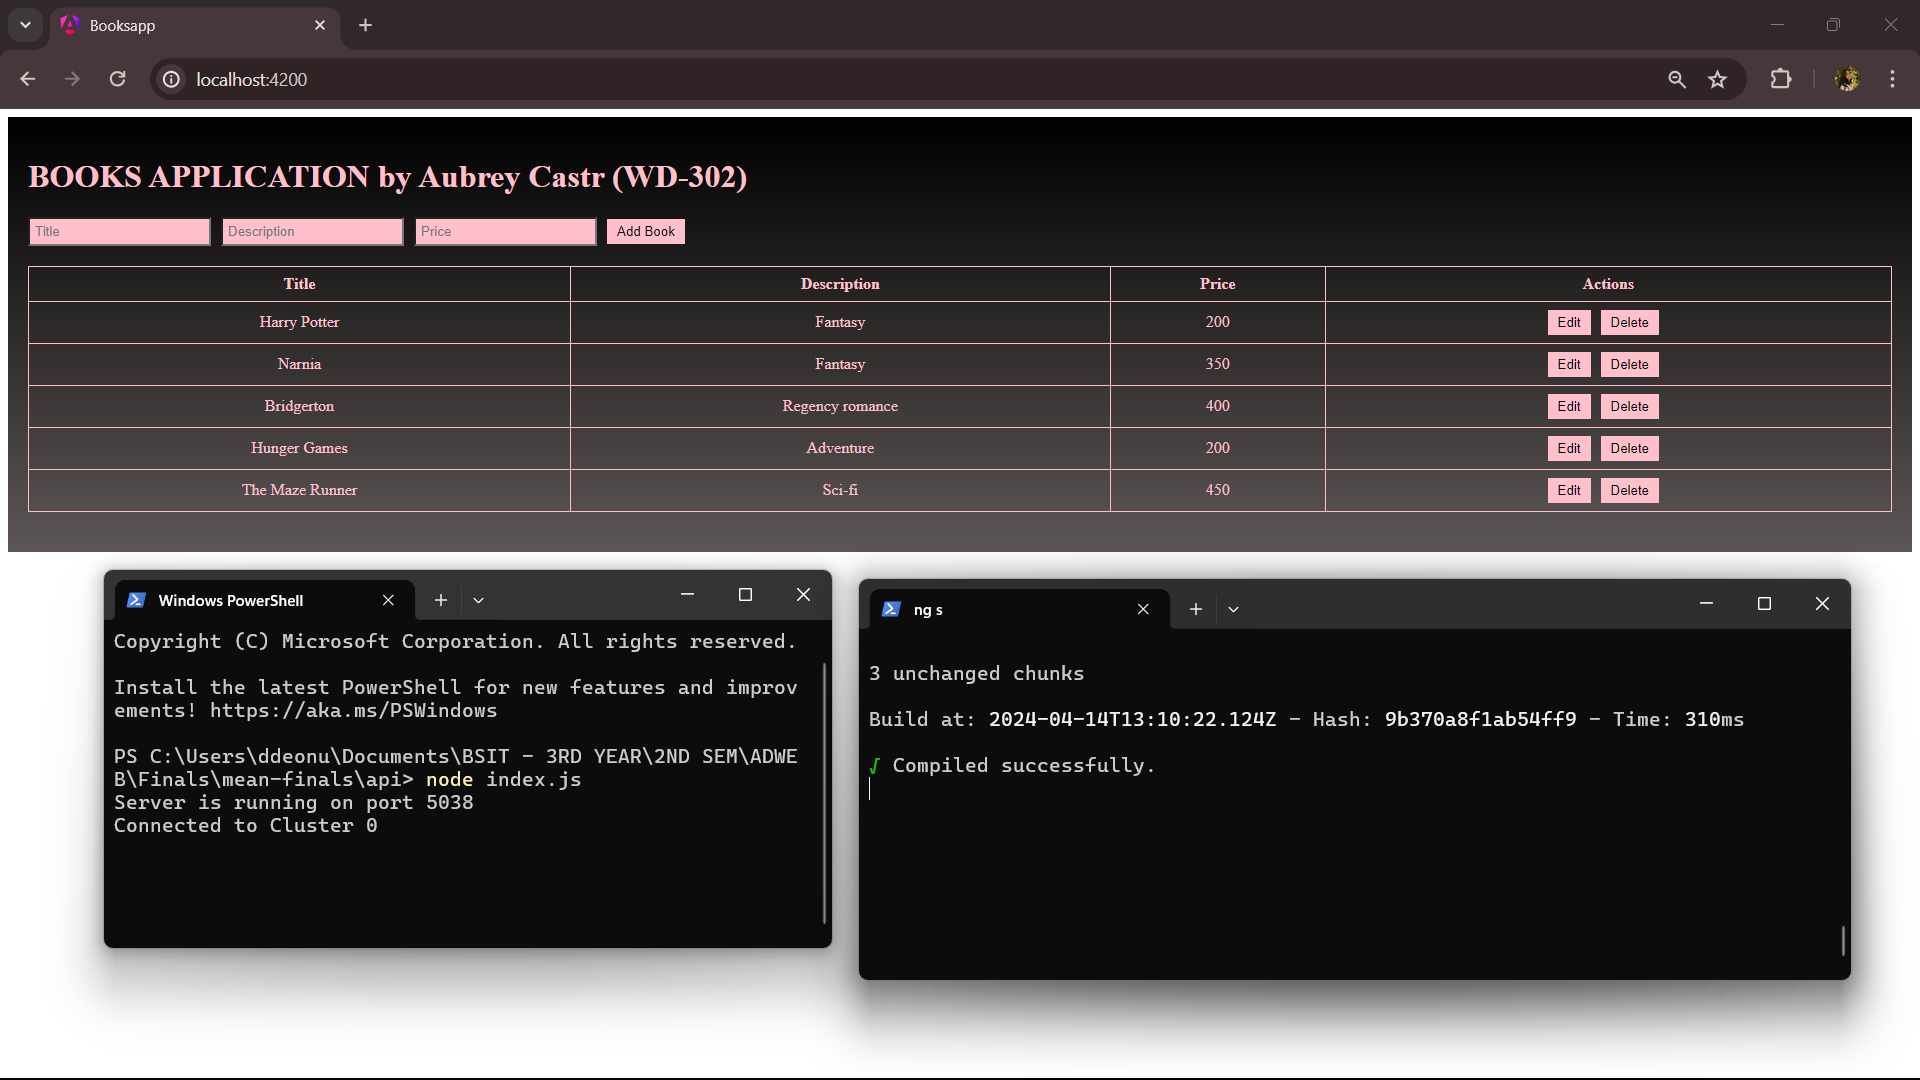 Booksapp
localhost:4200
BOOKS APPLICATION by Aubrey Castr (WD-302)
Title Description Price Add Book
Title Description Price Actions
Harry Potter Fantasy 200 Edit Delete
Narnia Fantasy 350 Edit Delete
Bridgerton Regency romance 400 Edit Delete
Hunger Games Adventure 200 Edit Delete
The Maze Runner Sci-fi 450 Edit Delete
Windows PowerShell
Copyright (C) Microsoft Corporation. All rights reserved.
Install the latest PowerShell for new features and improv
ements! https://aka.ms/PSWindows
PS C:\Users\ddeonu\Documents\BSIT - 3RD YEAR\2ND SEM\ADWE
B\Finals\mean-finals\api> node index.js
Server is running on port 5038
Connected to Cluster 0
ng s
3 unchanged chunks
Build at: 2024-04-14T13:10:22.124Z - Hash: 9b370a8f1ab54ff9 - Time: 310ms
√ Compiled successfully.